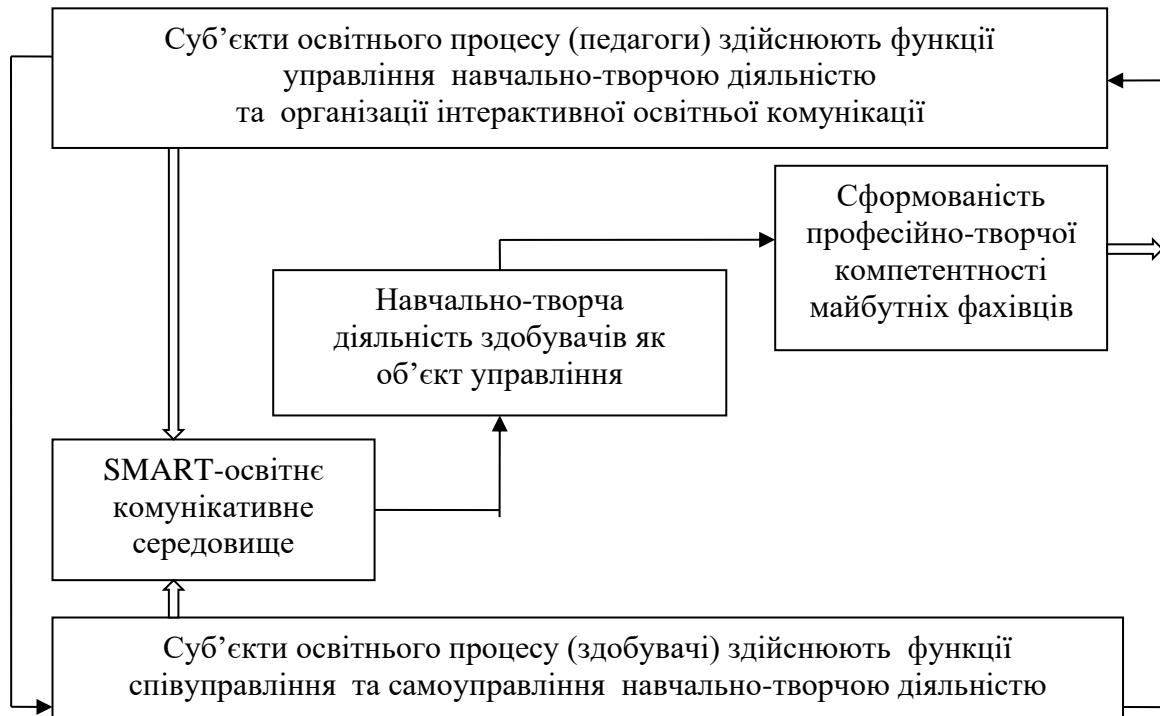 Суб’єкти освітнього процесу (педагоги) здійснюють функції
управління навчально-творчою діяльністю
та організації інтерактивної освітньої комунікації
Сформованість
професійно-творчої
компетентності
майбутніх фахівців
Навчально-творча
діяльність здобувачів як
об’єкт управління
SMART-освітнє
комунікативне
середовище
Суб’єкти освітнього процесу (здобувачі) здійснюють функції
співуправління та самоуправління навчально-творчою діяльністю